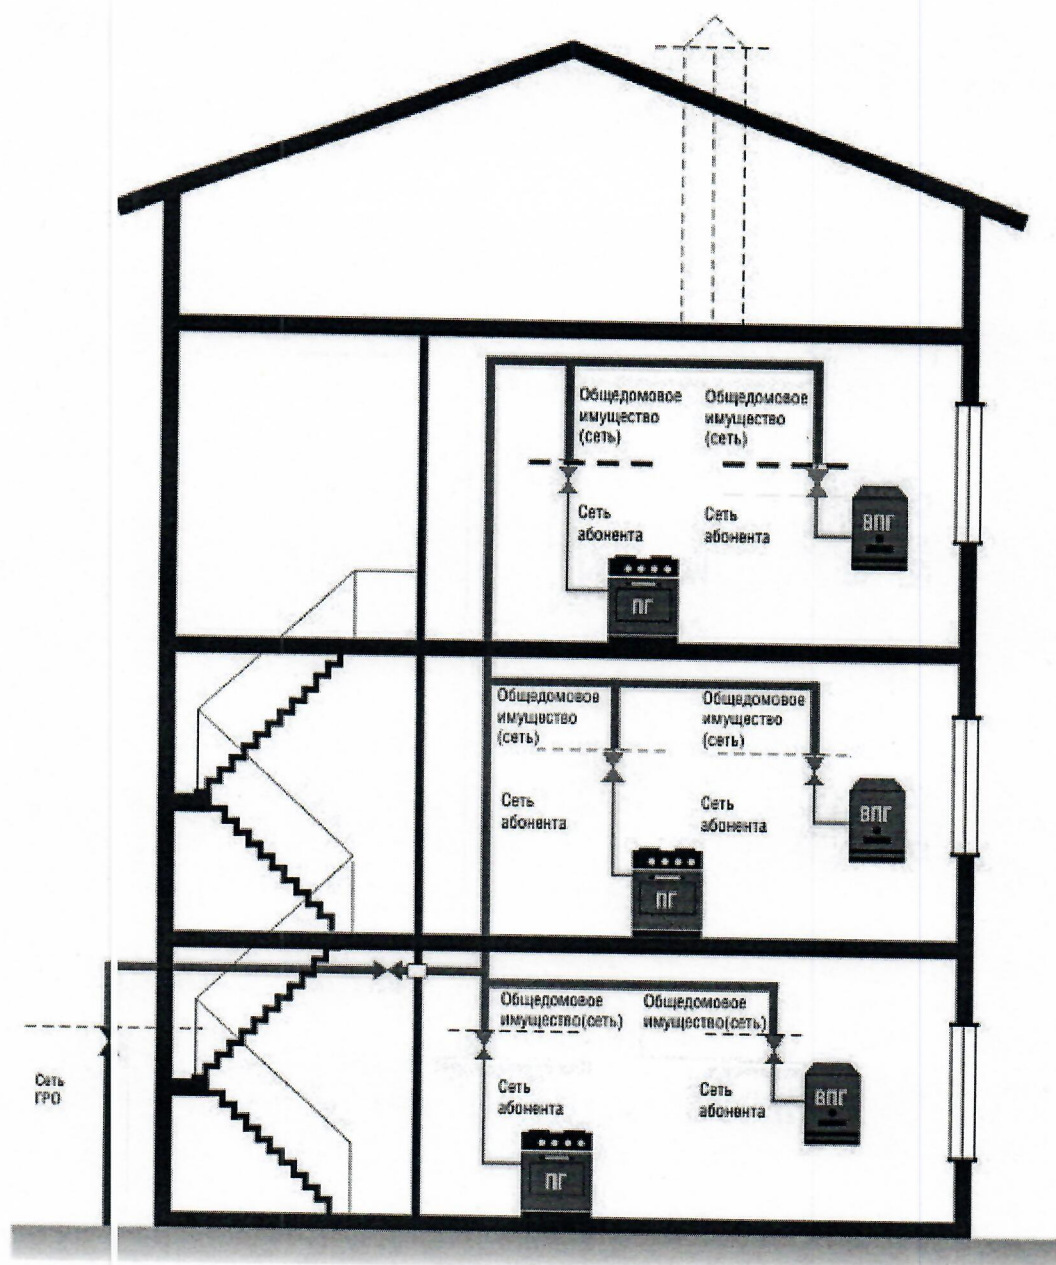 Общедомовое
имущество
(сеть)
Общедомовое
имущество
(сеть)
Сеть
абонента
Сеть
абонента
ВПГ
ПГ
Общедомовое
имущество
(сеть)
Общедомовое
имущество
(сеть)
Сеть
абонента
Сеть
абонента
ВПГ
ПГ
Общедомовое
имущество(сеть)
Общедомовое
имущество(сеть)
Сеть
ГРО
Сеть
абонента
Сеть
абонента
ВПГ
ПГ